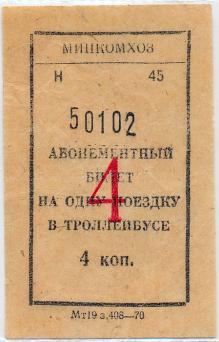 МИНКОМХОЗ
Н 45
50102
АБОНЕМЕНТНЫЙ
БИЛЕТ
НА ОДНУ ПОЕЗДКУ
В ТРОЛЛЕЙБУСЕ
4
4 коп.
Мт19 з.408—70